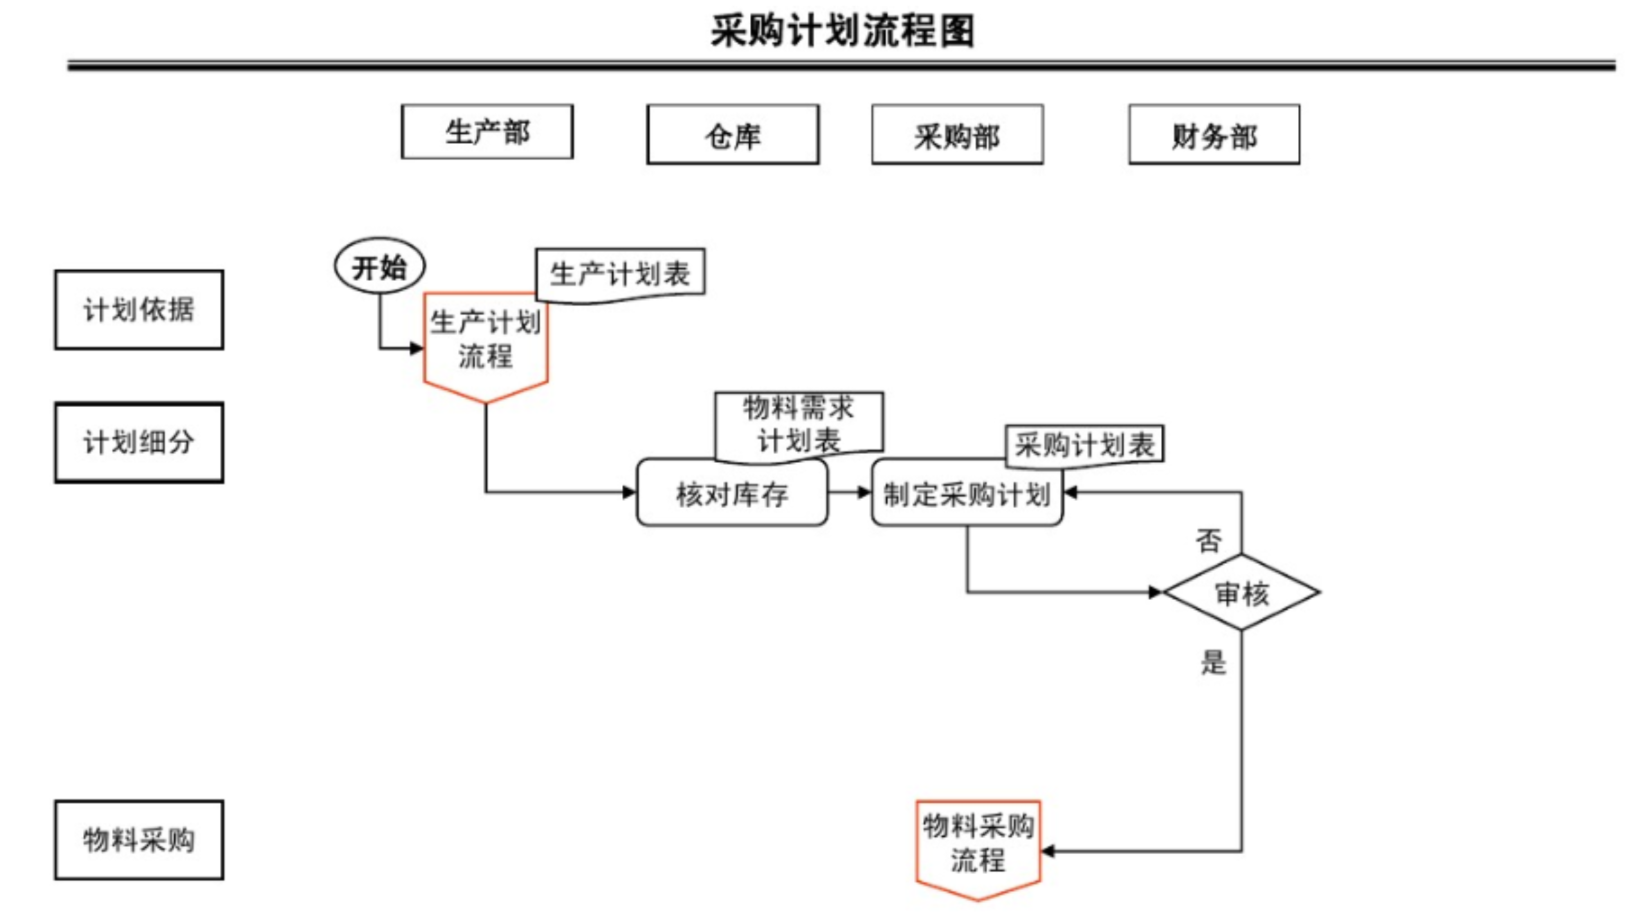 采购计划流程图
生产部
仓库
采购部
财务部
开始
生产计划表
计划依据
生产计划
流程
物料需求
计划表
采购计划表
计划细分
核对库存
制定采购计划
否
审核
是
物料采购
物料采购
流程